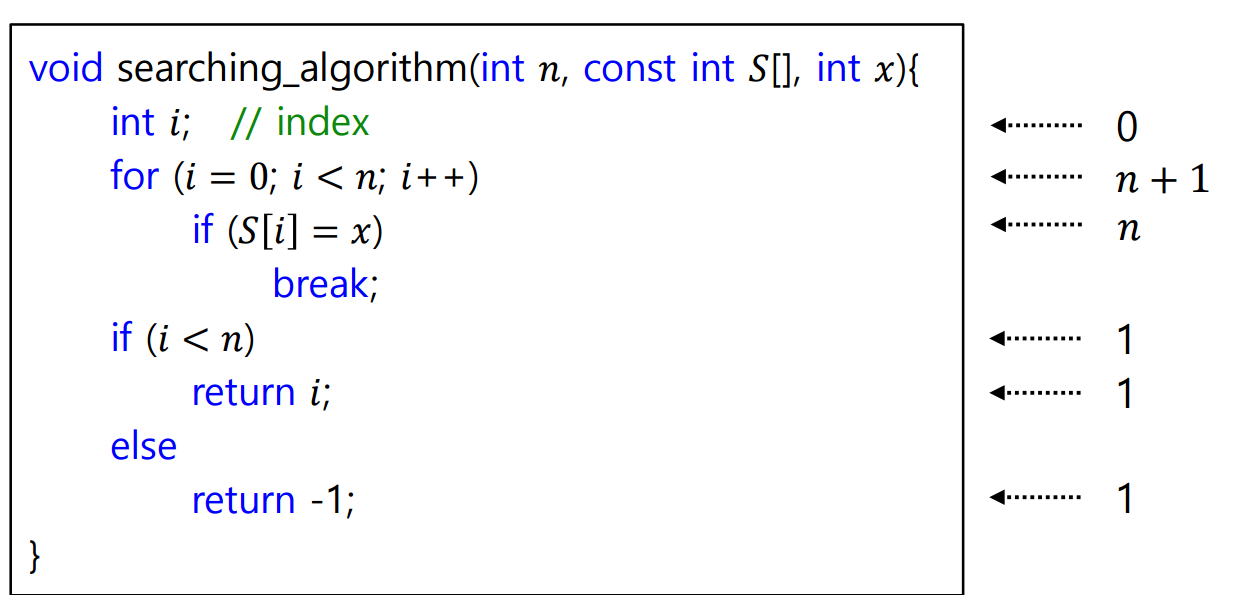 void searching_algorithm(int n, const int S[], int x){
int i; // index 0
for (i = 0; i < n; i++) n + 1
if (S[i] = x) n
break;
if (i < n) 1
return i; 1
else
return -1; 1
}